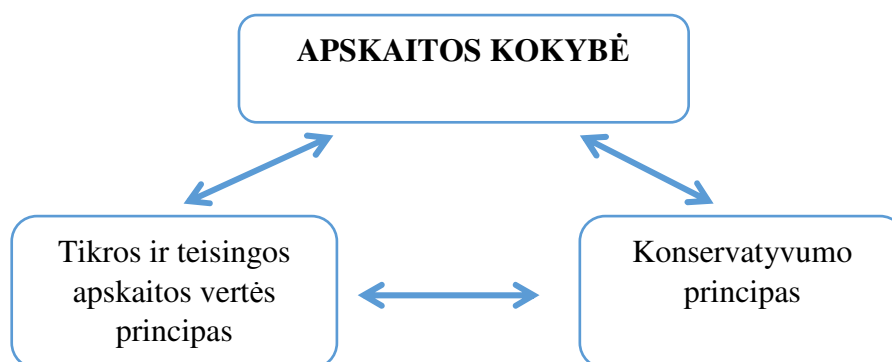 APSKAITOS KOKYBĖ
Tikros ir teisingos
apskaitos vertės
principas
Konservatyvumo
principas